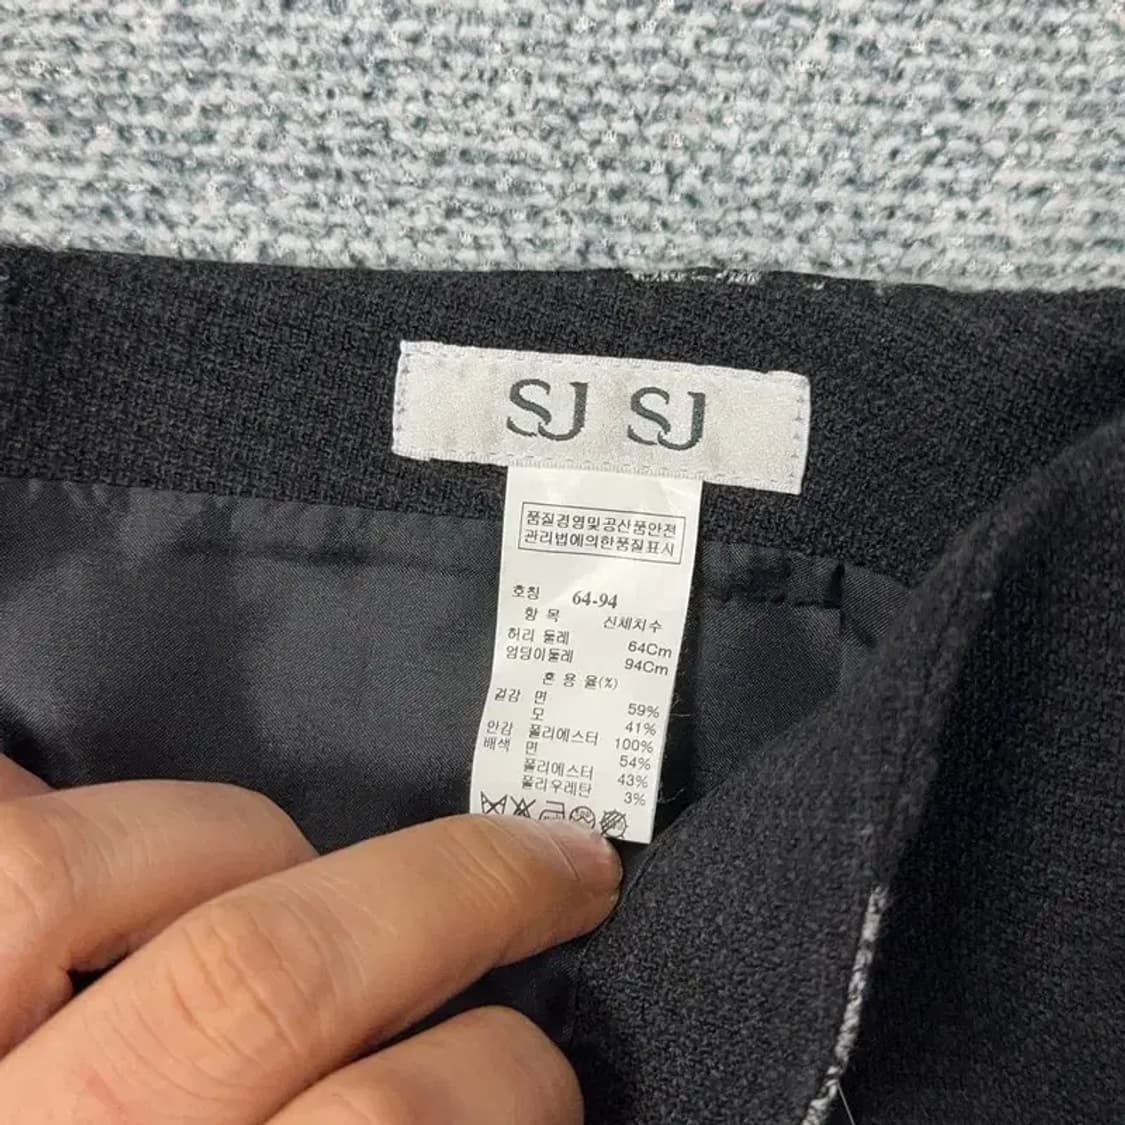 SJ SJ
품질경영및공산품안전
관리법에의한품질표시
호칭 64-94
항 목 신체치수
허리 둘레 64Cm
엄덩이둘레 94Cm
혼 용 율(%)
겉감 면 59%
모 41%
안감 폴리에스터 100%
배색 면 54%
폴리에스터 43%
폴리우레탄 3%